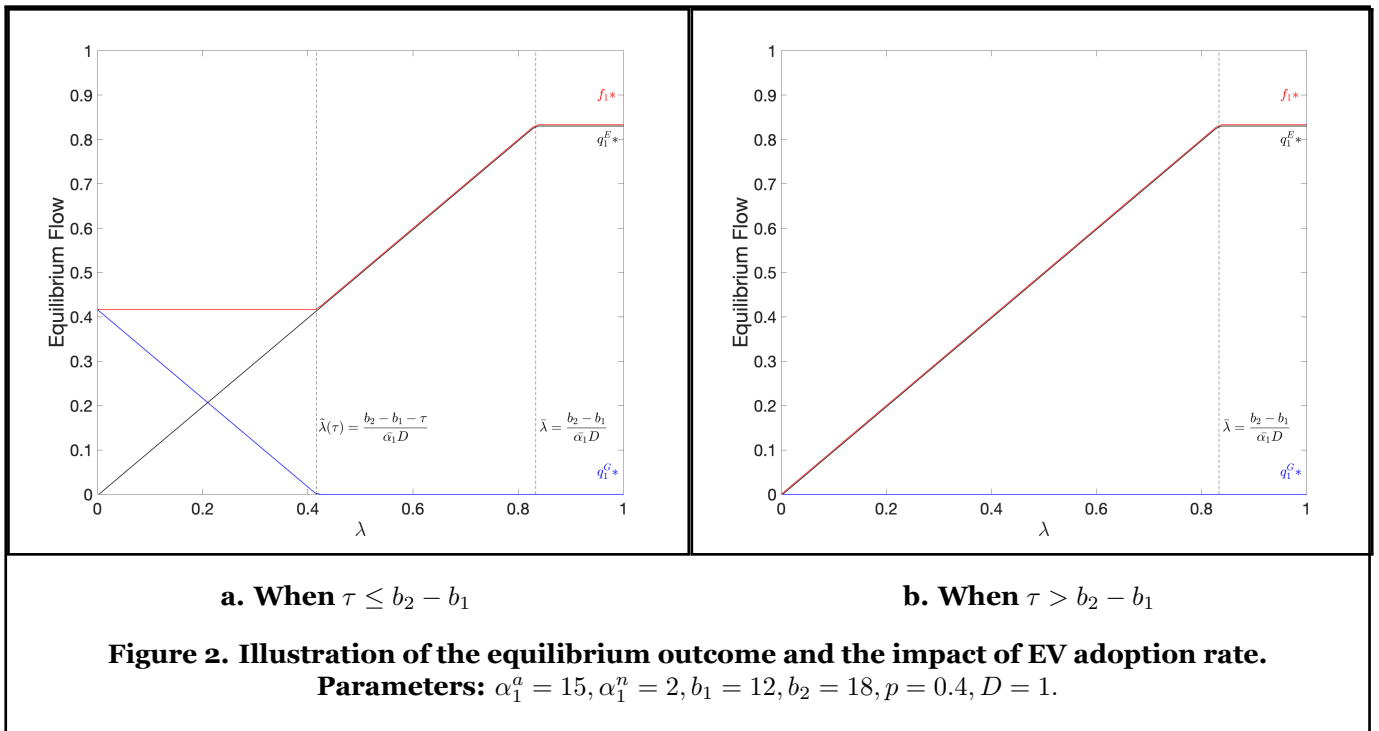 1
0.9
0.8
0.7
0.6
0.5
0.4
0.3
0.2
0.1
0
Equilibrium Flow
f₁*
q₁ᴱ*
λ̃(τ) = (b₂ − b₁ − τ) / (ᾱ₁D)
λ̄ = (b₂ − b₁) / (ᾱ₁D)
q₁ᴳ*
0 0.2 0.4 0.6 0.8 1
λ
1
0.9
0.8
0.7
0.6
0.5
0.4
0.3
0.2
0.1
0
Equilibrium Flow
f₁*
q₁ᴱ*
λ̄ = (b₂ − b₁) / (ᾱ₁D)
q₁ᴳ*
0 0.2 0.4 0.6 0.8 1
λ
a. When τ ≤ b₂ − b₁
b. When τ > b₂ − b₁
Figure 2. Illustration of the equilibrium outcome and the impact of EV adoption rate.
Parameters: α₁ᵃ = 15, α₁ⁿ = 2, b₁ = 12, b₂ = 18, p = 0.4, D = 1.